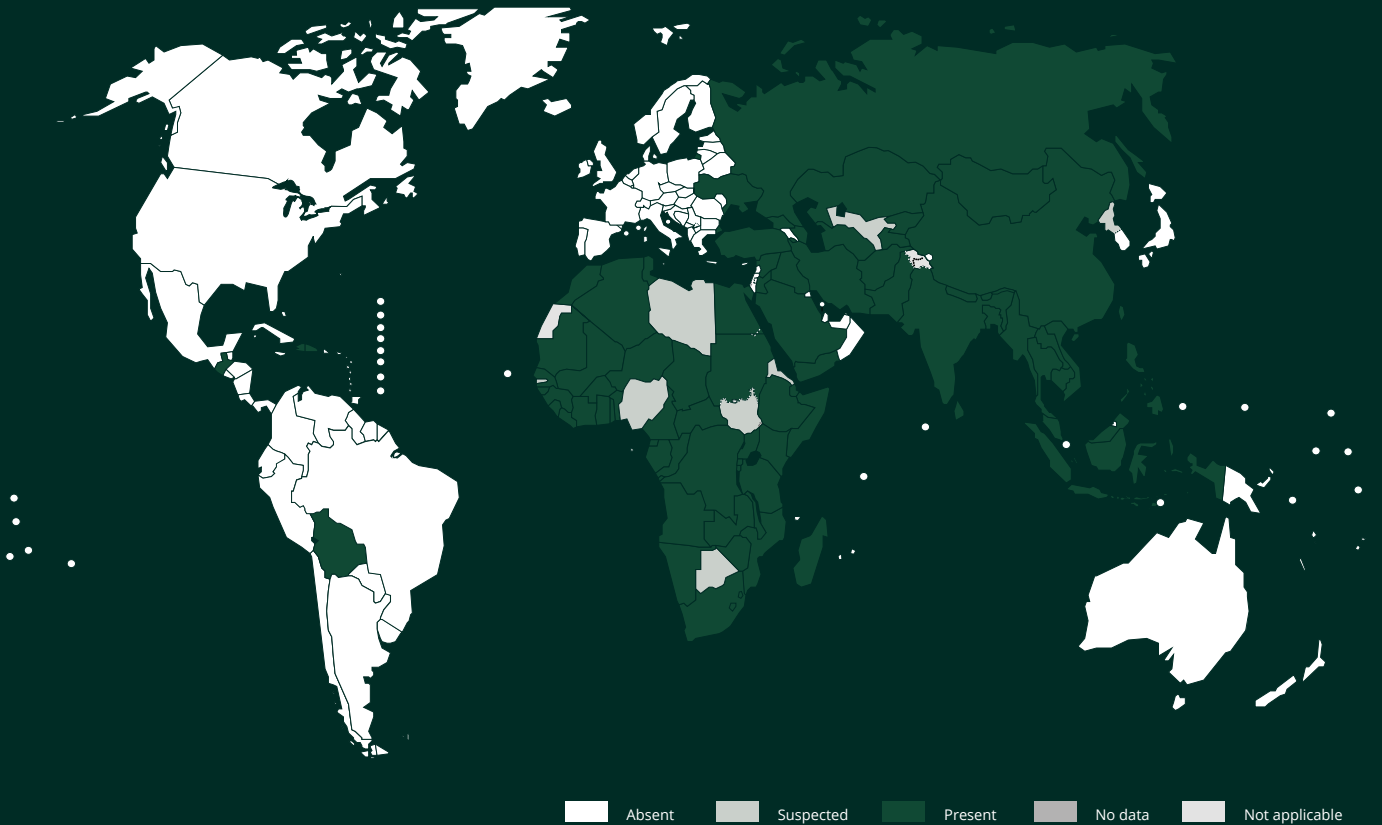 Absent
Suspected
Present
No data
Not applicable